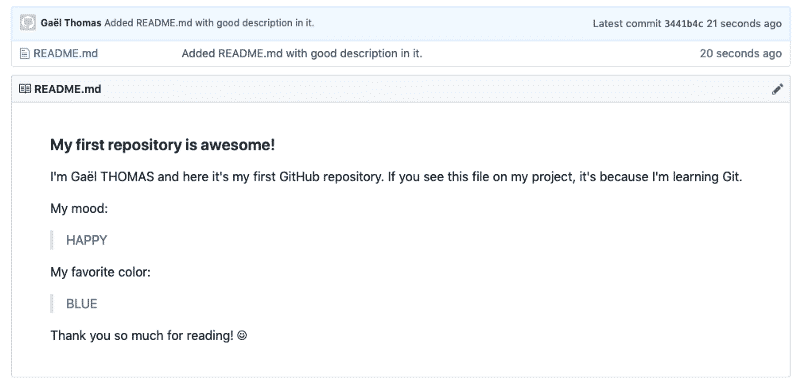 Gaël Thomas Added README.md with good description in it. Latest commit 3441b4c 21 seconds ago
README.md Added README.md with good description in it. 20 seconds ago
README.md
My first repository is awesome!
I'm Gaël THOMAS and here it's my first GitHub repository. If you see this file on my project, it's because I'm learning Git.
My mood:
HAPPY
My favorite color:
BLUE
Thank you so much for reading! ☺